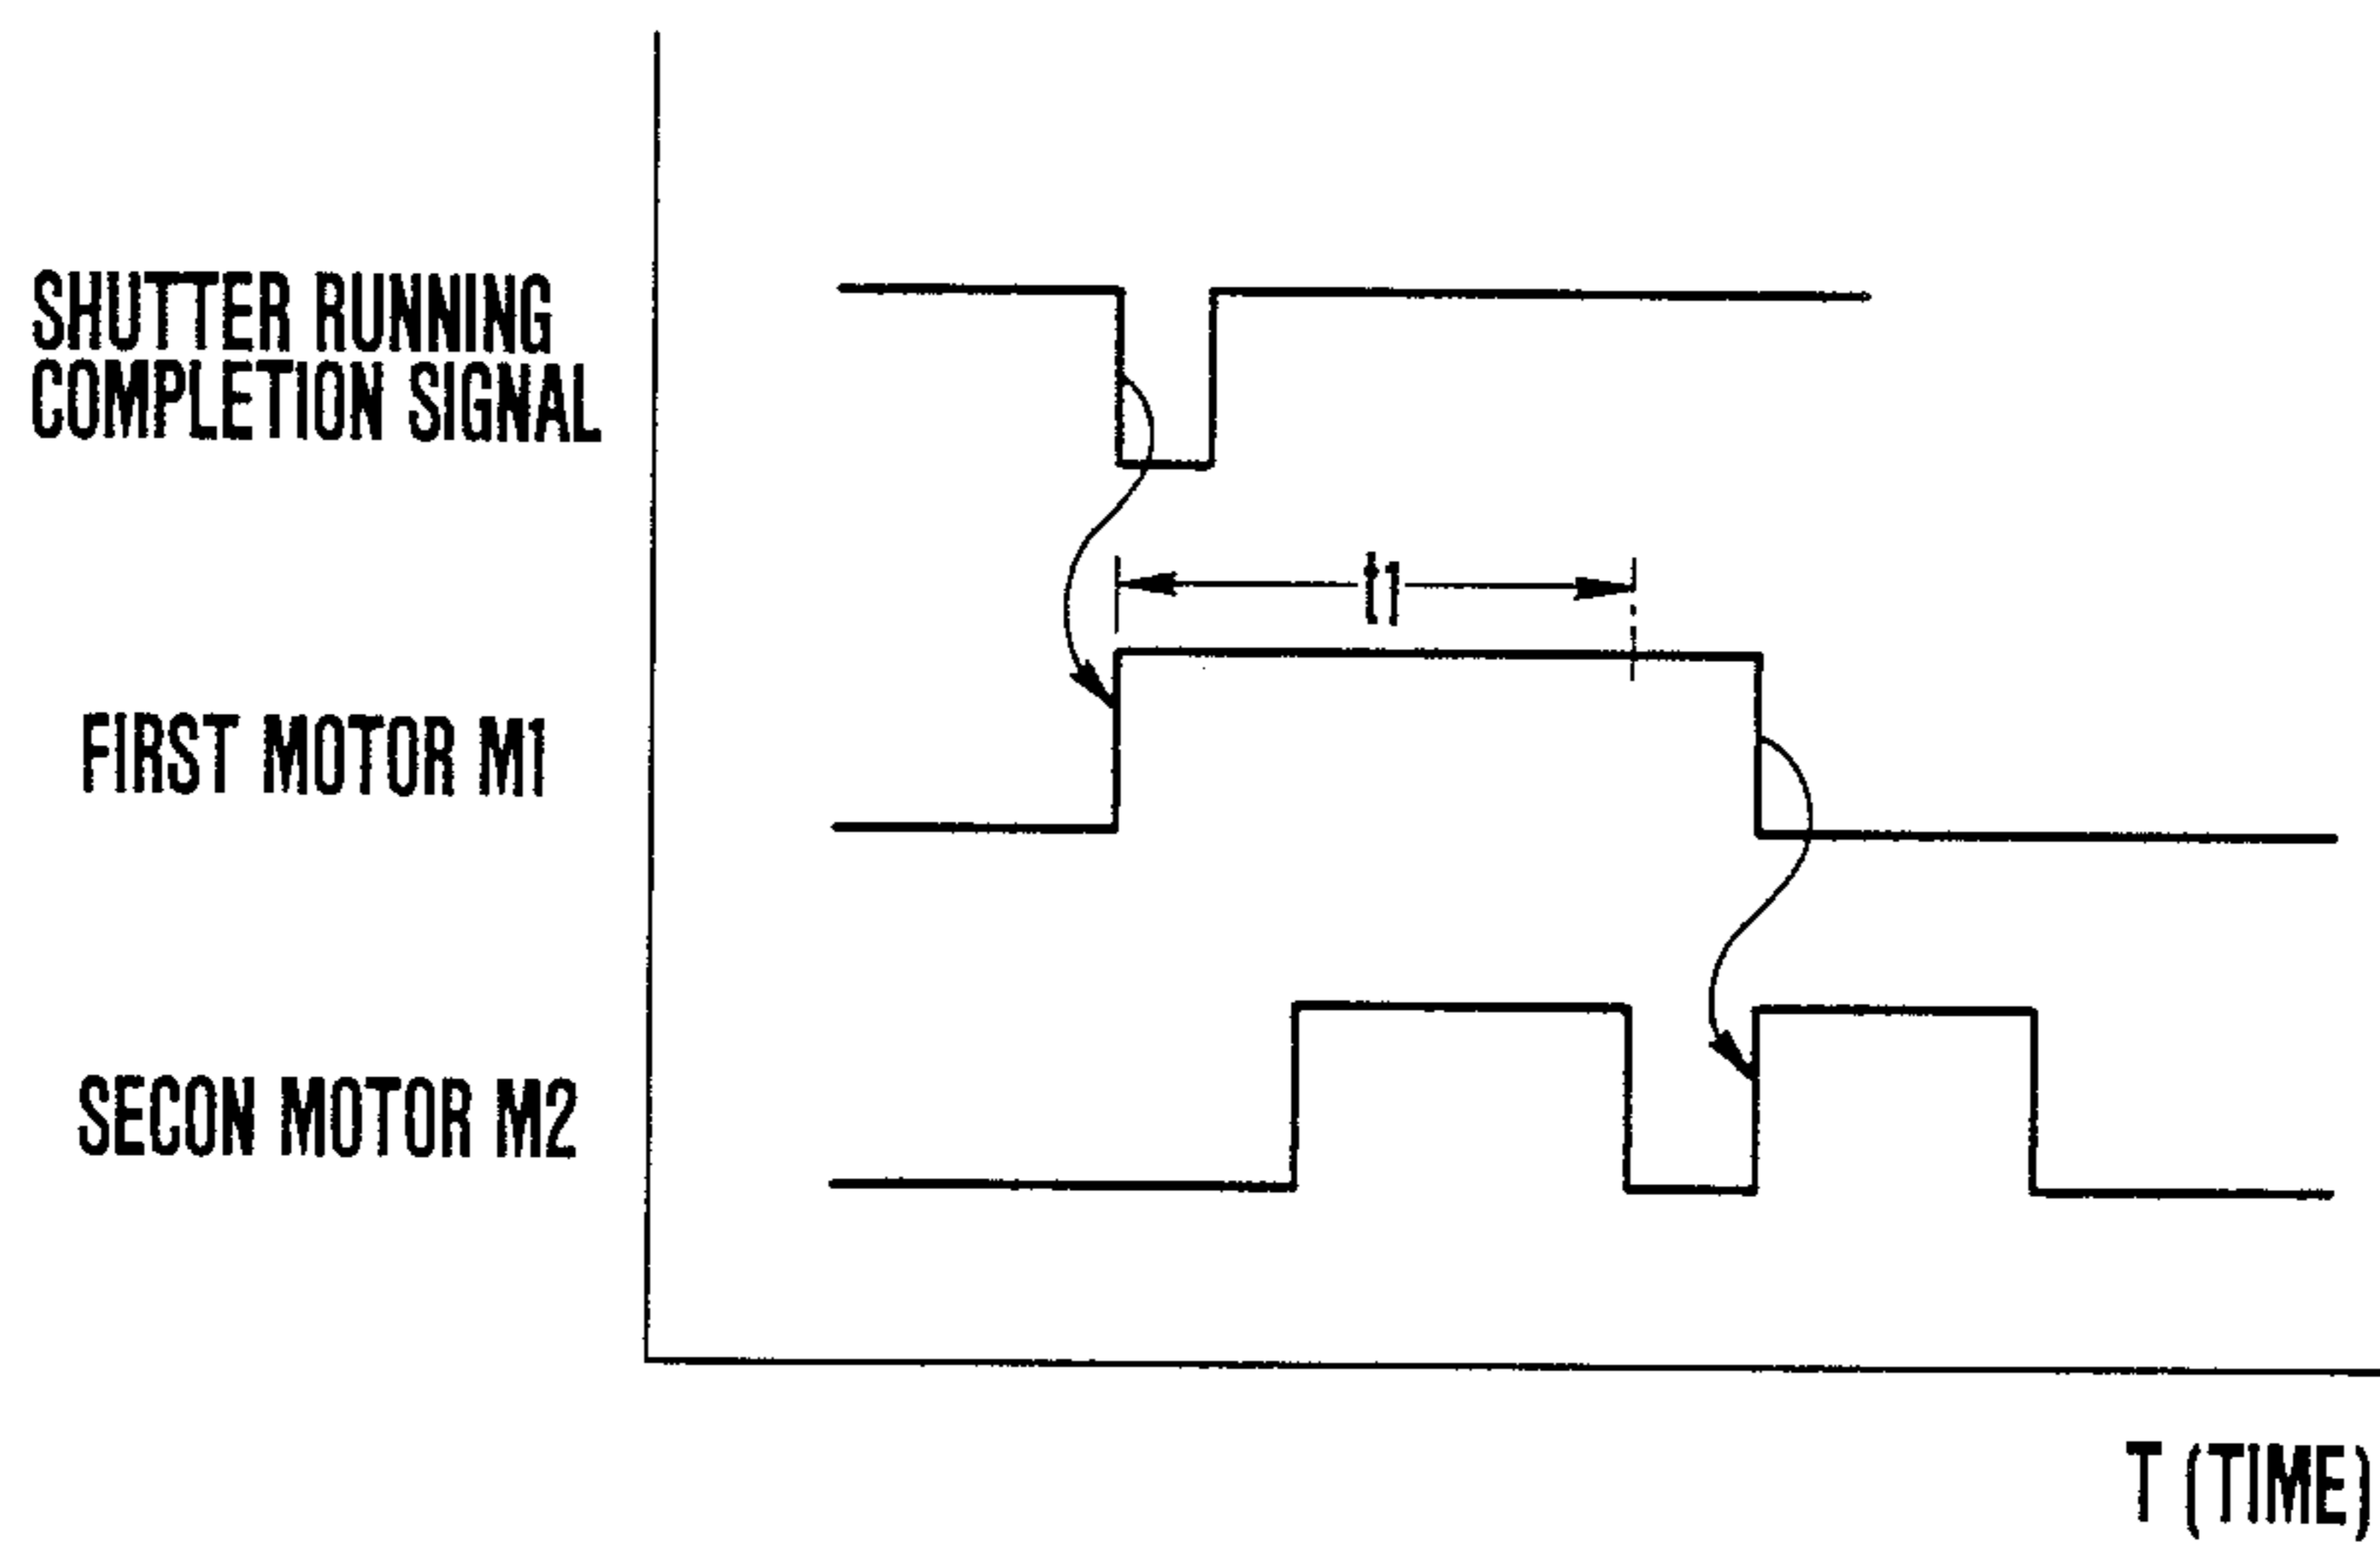 SHUTTER RUNNING
COMPLETION SIGNAL
t1
FIRST MOTOR M1
SECON MOTOR M2
T (TIME)